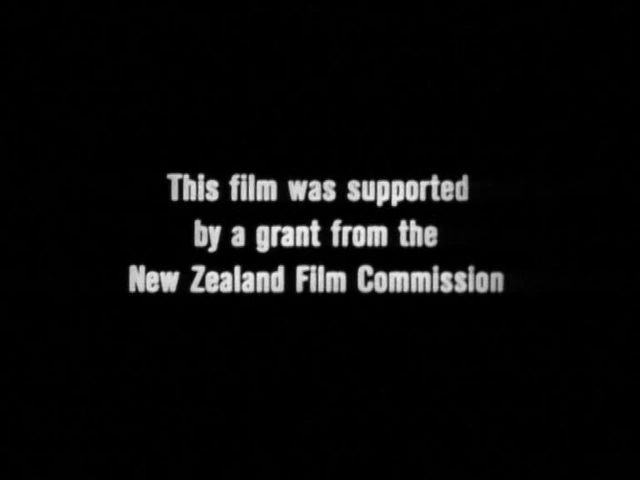 This film was supported
by a grant from the
New Zealand Film Commission